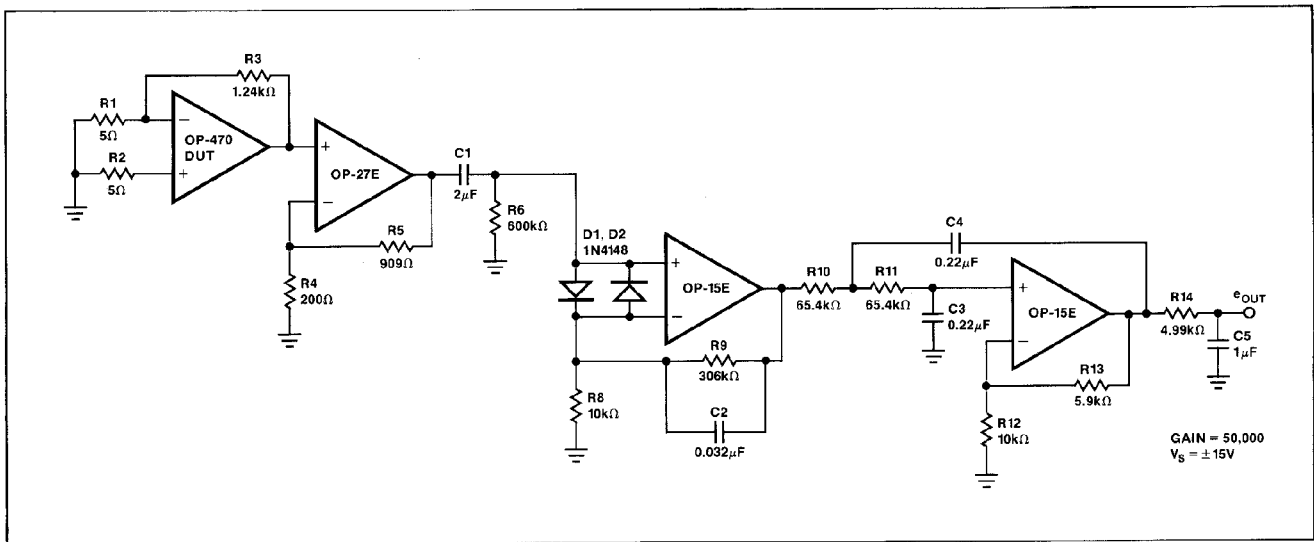 R3
1.24kΩ
R1
5Ω
R2
5Ω
−
+
OP-470
DUT
+
−
OP-27E
R5
909Ω
R4
200Ω
C1
2µF
R6
600kΩ
D1, D2
1N4148
+
−
OP-15E
R9
306kΩ
C2
0.032µF
R8
10kΩ
R10
65.4kΩ
R11
65.4kΩ
C4
0.22µF
C3
0.22µF
+
−
OP-15E
R13
5.9kΩ
R12
10kΩ
R14
4.99kΩ
eOUT
C5
1µF
GAIN = 50,000
VS = ±15V